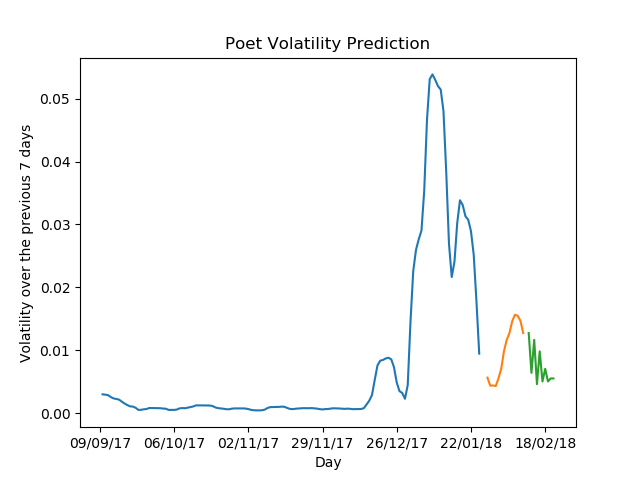 Poet Volatility Prediction
Volatility over the previous 7 days
0.05
0.04
0.03
0.02
0.01
0.00
09/09/17 06/10/17 02/11/17 29/11/17 26/12/17 22/01/18 18/02/18
Day